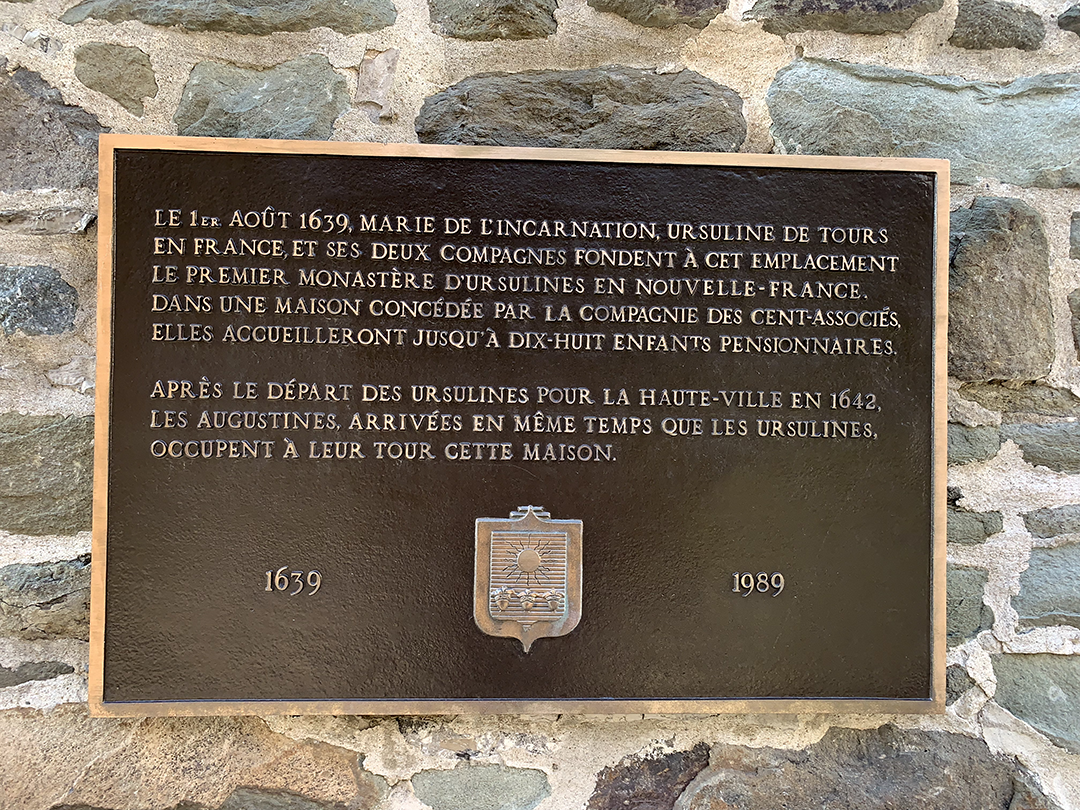 LE 1ER AOÛT 1639, MARIE DE L'INCARNATION, URSULINE DE TOURS
EN FRANCE, ET SES DEUX COMPAGNES FONDENT À CET EMPLACEMENT
LE PREMIER MONASTÈRE D'URSULINES EN NOUVELLE-FRANCE.
DANS UNE MAISON CONCÉDÉE PAR LA COMPAGNIE DES CENT-ASSOCIÉS,
ELLES ACCUEILLERONT JUSQU'À DIX-HUIT ENFANTS PENSIONNAIRES.
APRÈS LE DÉPART DES URSULINES POUR LA HAUTE-VILLE EN 1642,
LES AUGUSTINES, ARRIVÉES EN MÊME TEMPS QUE LES URSULINES,
OCCUPENT À LEUR TOUR CETTE MAISON.
1639 1989